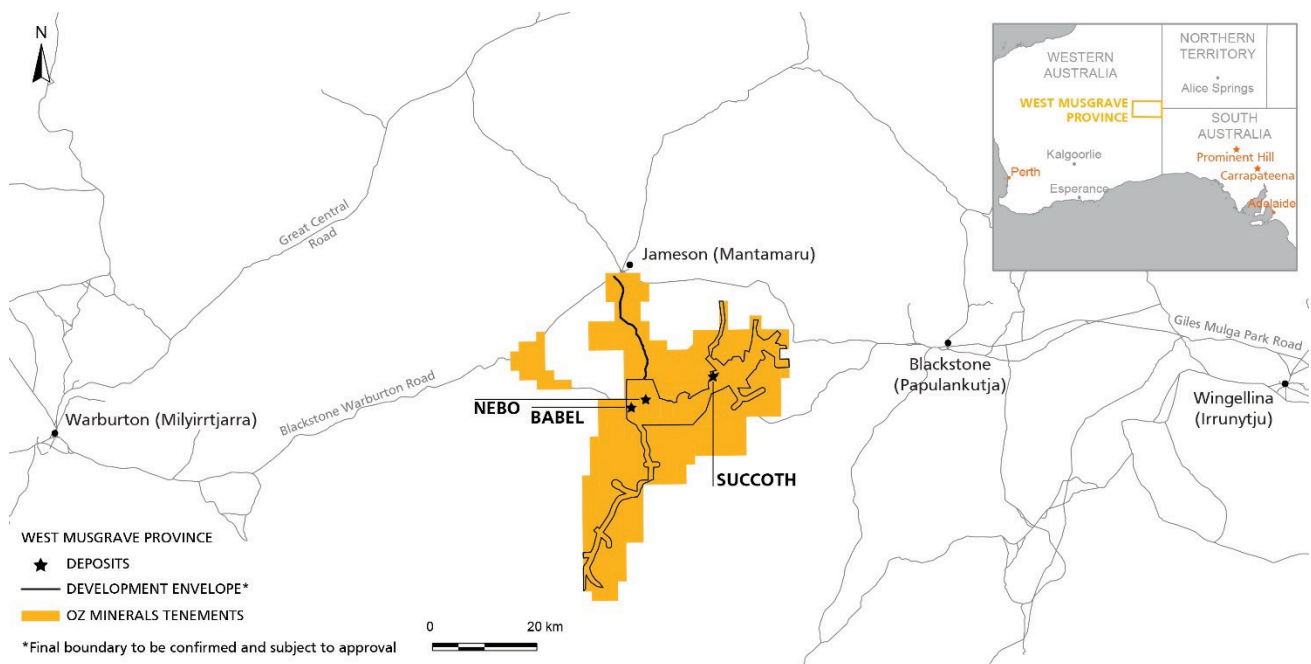 N
WESTERN
AUSTRALIA
NORTHERN
TERRITORY
Alice Springs
WEST MUSGRAVE
PROVINCE
SOUTH
AUSTRALIA
Kalgoorlie
Prominent Hill
Carrapateena
Perth
Esperance
Adelaide
Great Central
Road
Jameson (Mantamaru)
Giles Mulga Park Road
Blackstone
(Papulankutja)
Wingellina
(Irrunytju)
Blackstone Warburton Road
Warburton (Milyirrtjarra)
NEBO
BABEL
SUCCOTH
WEST MUSGRAVE PROVINCE
DEPOSITS
DEVELOPMENT ENVELOPE*
OZ MINERALS TENEMENTS
*Final boundary to be confirmed and subject to approval
0 20 km